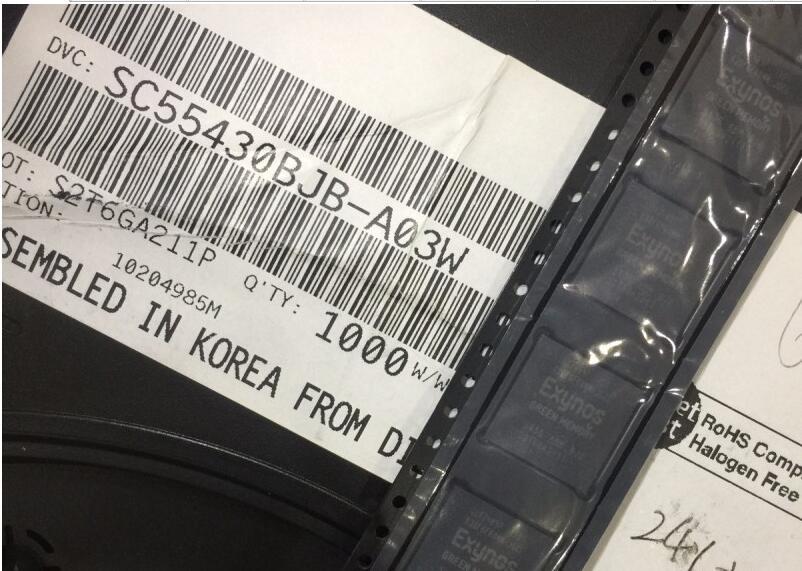 DVC: SC55430BJB-A03W
OT: S2T6GA211P Q'TY: 1000 W/W
TION: 10204985M
SEMBLED IN KOREA FROM DI
Exynos
GREEN MEMORY
Exynos
Exynos
GREEN MEMORY
Exynos
GREEN
RoHS Comp
Halogen Free